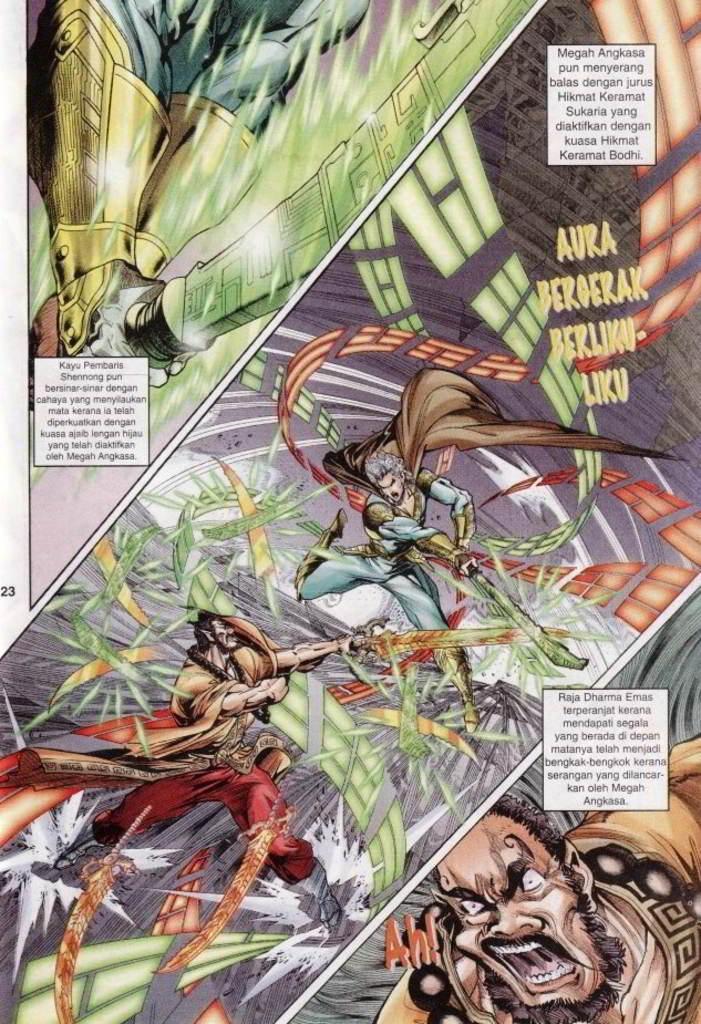 Megah Angkasa
pun menyerang
balas dengan jurus
Hikmat Keramat
Sukaria yang
diaktifkan dengan
kuasa Hikmat
Keramat Bodhi.
AURA
BERGERAK
BERLIKU-
LIKU
Kayu Pembaris
Shennong pun
bersinar-sinar dengan
cahaya yang menyilaukan
mata kerana ia telah
diperkuatkan dengan
kuasa ajaib lengan hijau
yang telah diaktifkan
oleh Megah Angkasa.
23
Raja Dharma Emas
terperanjat kerana
mendapati segala
yang berada di depan
matanya telah menjadi
bengkak-bengkok kerana
serangan yang dilancar-
kan oleh Megah
Angkasa.
Ah!